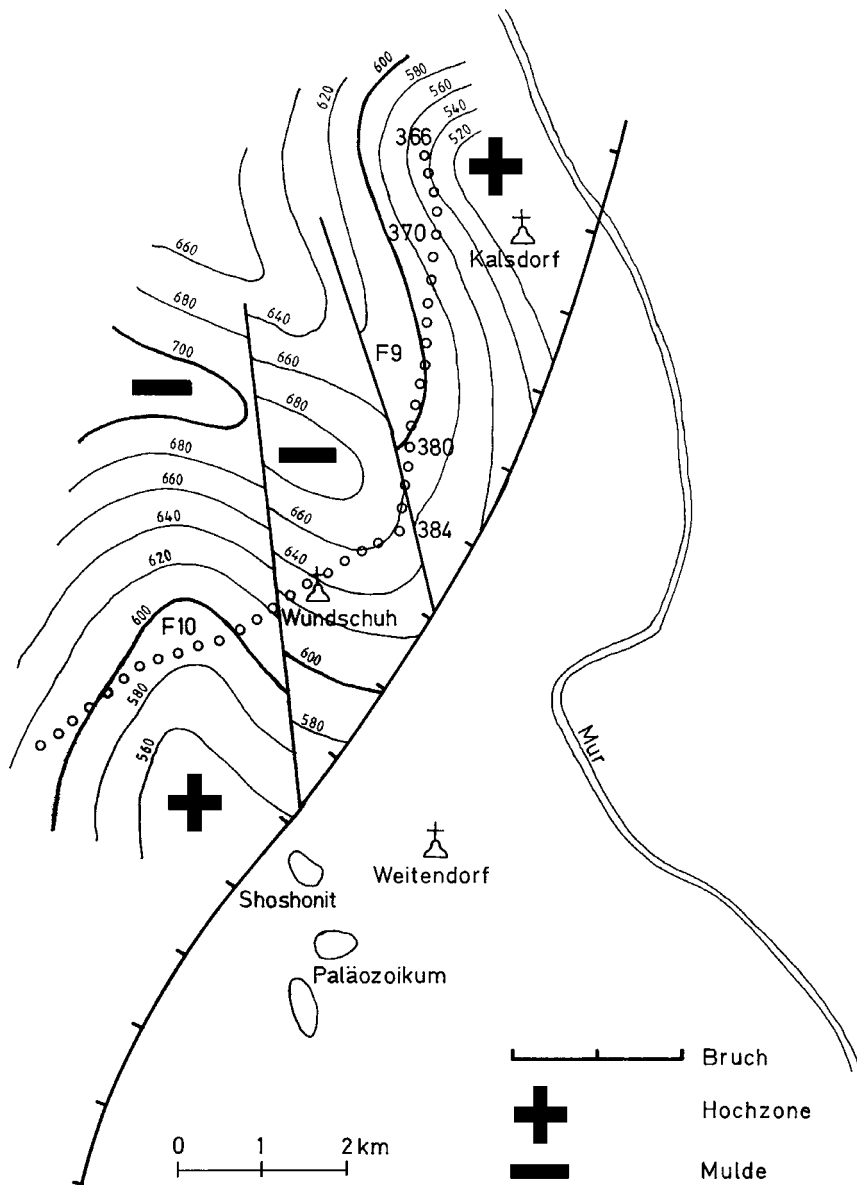 600
580
620
560
540
366
520
370
Kalsdorf
660
680
640
700
F9
660
680
680
380
660
660
384
640
640
620
Wundschuh
600
F10
600
580
580
560
Mur
Weitendorf
Shoshonit
Paläozoikum
Bruch
Hochzone
0 1 2 km
Mulde